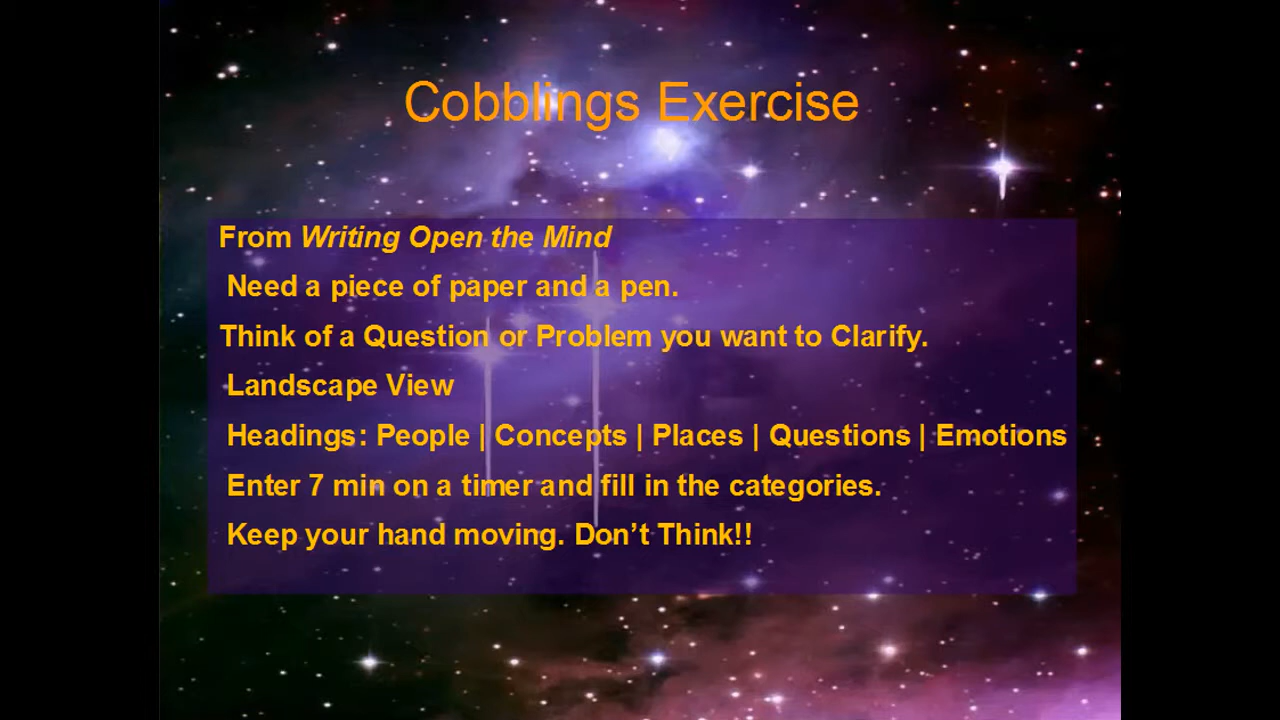 Cobblings Exercise
From Writing Open the Mind
Need a piece of paper and a pen.
Think of a Question or Problem you want to Clarify.
Landscape View
Headings: People | Concepts | Places | Questions | Emotions
Enter 7 min on a timer and fill in the categories.
Keep your hand moving. Don’t Think!!